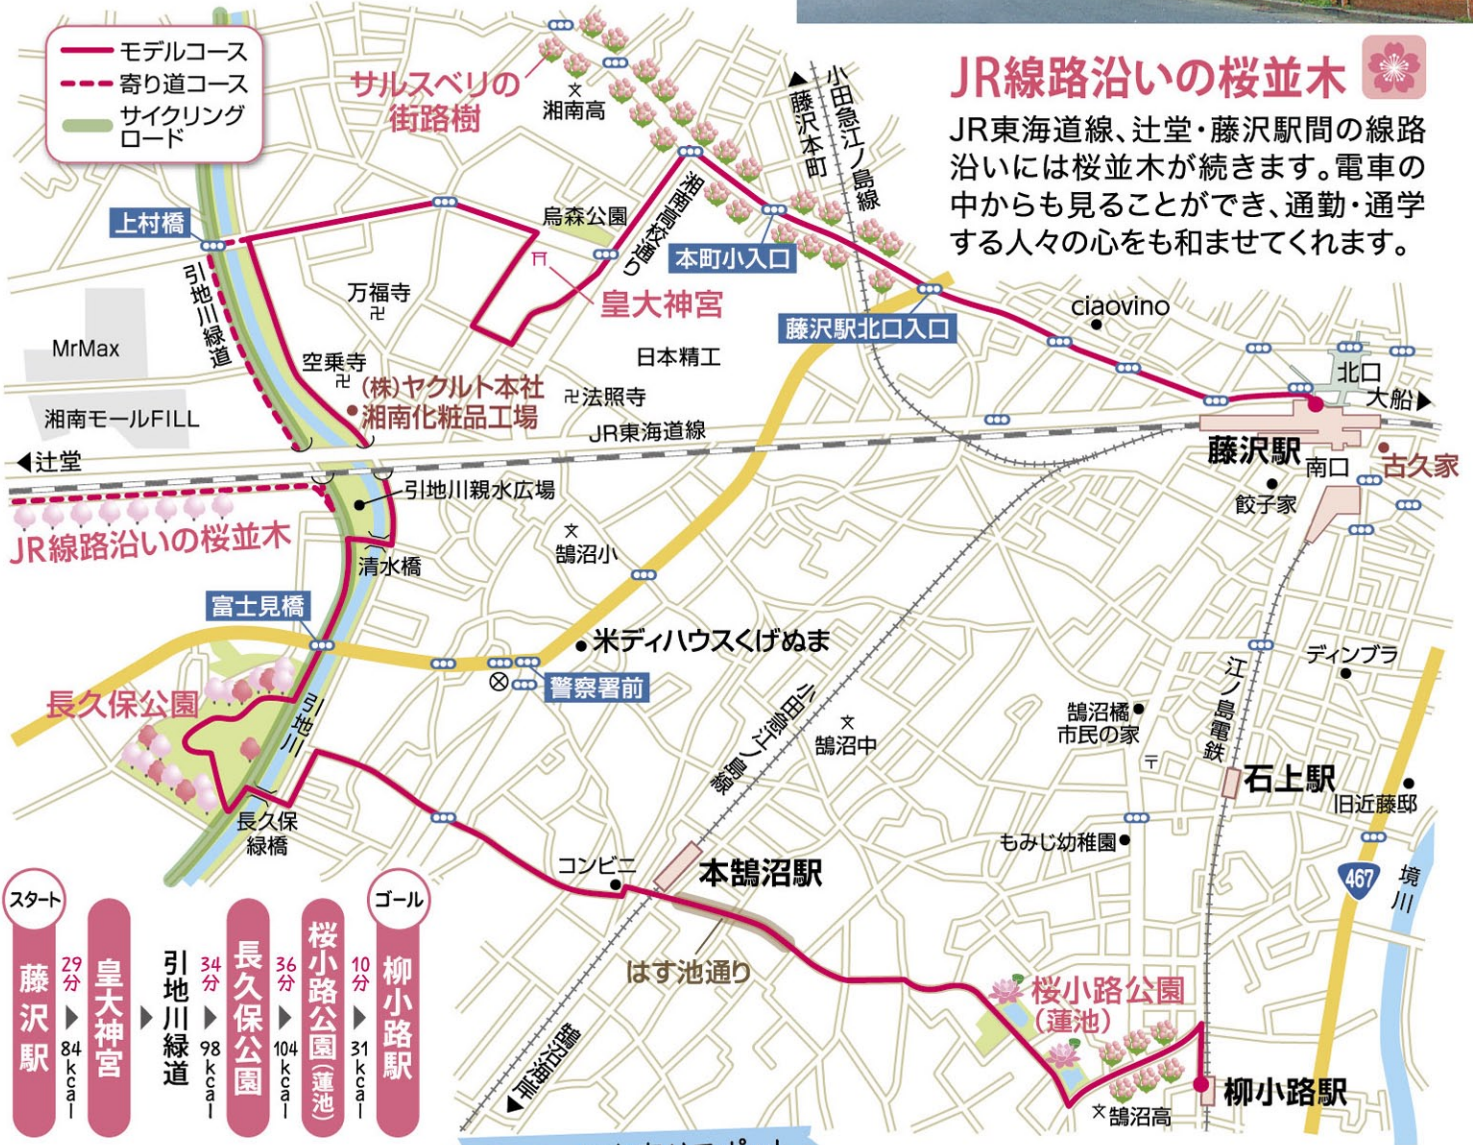 モデルコース
寄り道コース
サイクリング
ロード
サルスベリの
街路樹
湘南高
藤沢本町
小田急江ノ島線
JR線路沿いの桜並木
JR東海道線、辻堂・藤沢駅間の線路
沿いには桜並木が続きます。電車の
中からも見ることができ、通勤・通学
する人々の心をも和ませてくれます。
上村橋
烏森公園
湘南高校通り
本町小入口
引地川緑道
万福寺
皇大神宮
藤沢駅北口入口
ciaovino
MrMax
空乗寺
日本精工
(株)ヤクルト本社
湘南化粧品工場
法照寺
北口
大船
湘南モールFILL
JR東海道線
辻堂
藤沢駅
南口
古久家
餃子家
引地川親水広場
JR線路沿いの桜並木
鵠沼小
清水橋
富士見橋
米ディハウスくげぬま
警察署前
長久保公園
引地川
小田急江ノ島線
鵠沼中
ディンブラ
江ノ島電鉄
鵠沼橘
市民の家
〒
石上駅
旧近藤邸
長久保
緑橋
もみじ幼稚園
コンビニ
本鵠沼駅
467
境川
はす池通り
桜小路公園
(蓮池)
鵠沼海岸
柳小路駅
鵠沼高
スタート
藤沢駅
29分
84kcal
皇大神宮
引地川緑道
34分
98kcal
長久保公園
36分
104kcal
桜小路公園(蓮池)
10分
31kcal
ゴール
柳小路駅